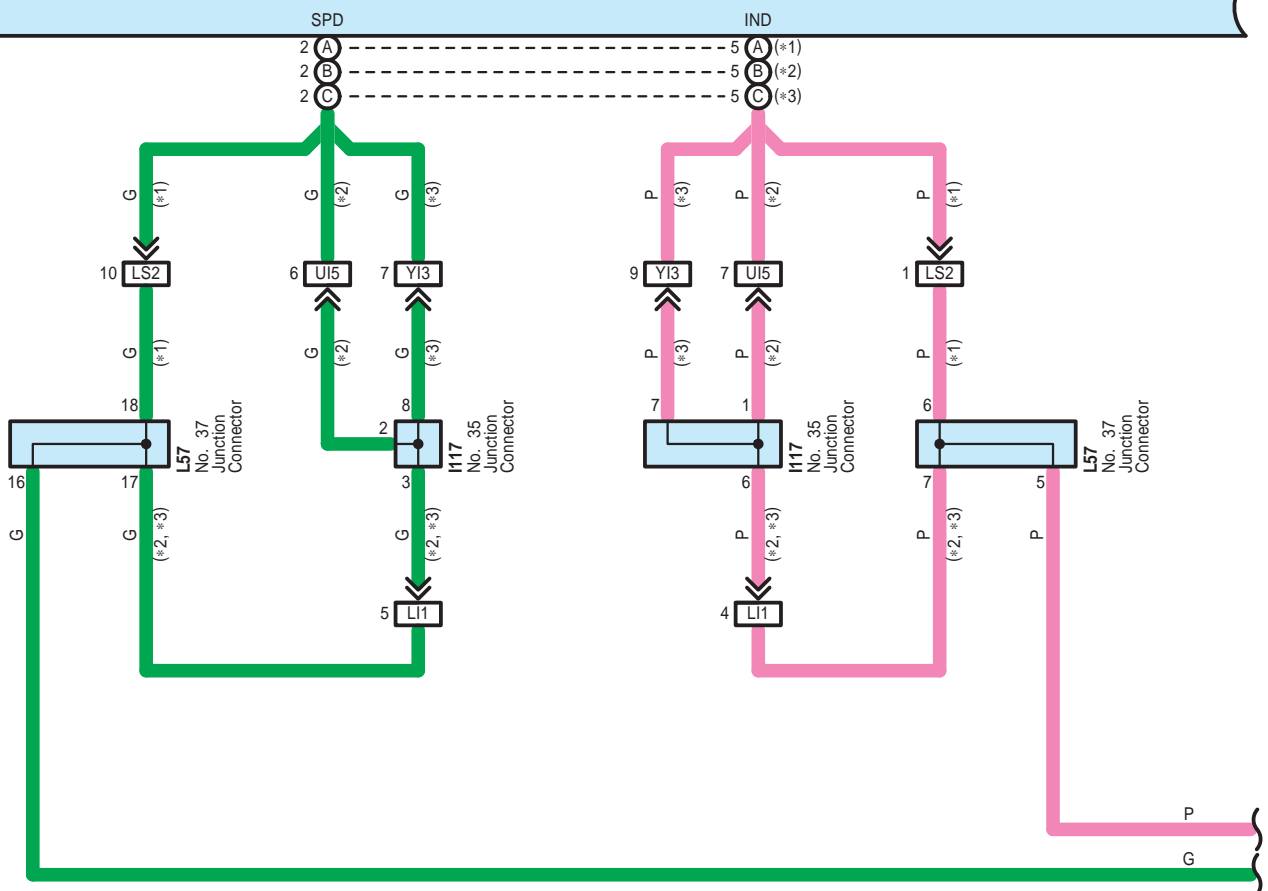 SPD IND
2 A 5 A (*1)
2 B 5 B (*2)
2 C 5 C (*3)
G (*1) G (*2) G (*3) P (*3) P (*2) P (*1)
10 LS2 6 UI5 7 YI3 9 YI3 7 UI5 1 LS2
G (*1) G (*2) G (*3) P (*3) P (*2) P (*1)
18 8 7 1 6
2
L57
No. 37
Junction
Connector
I117
No. 35
Junction
Connector
I117
No. 35
Junction
Connector
L57
No. 37
Junction
Connector
16 17 3 6 7 5
G G (*2, *3) G (*2, *3) P (*2, *3) P (*2, *3) P
5 LI1 4 LI1
P
G